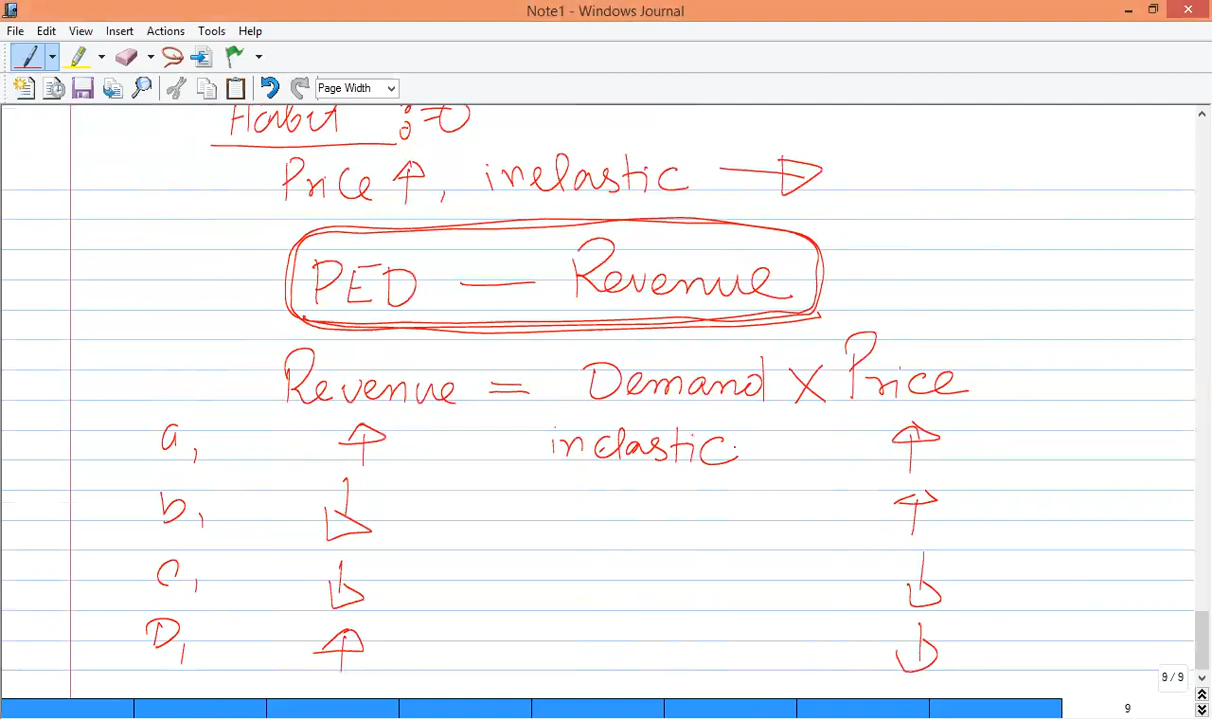 Note1 - Windows Journal
File Edit View Insert Actions Tools Help
Page Width
Habit :-
Price ↑, inelastic →
PED — Revenue
Revenue = Demand X Price
a, ↑ inelastic. ↑
b, ↓ ↑
c, ↓ ↓
D, ↑ ↓
9 / 9
9